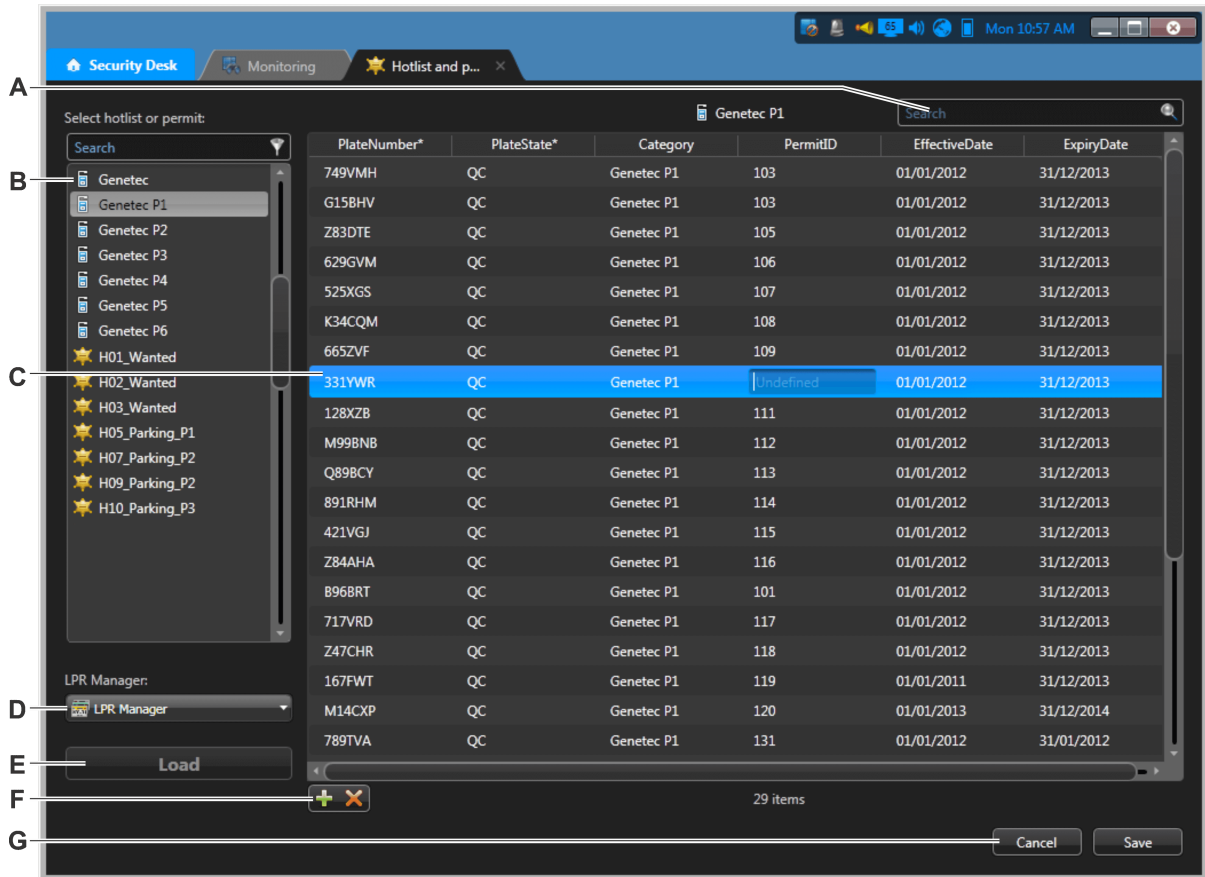 65 Mon 10:57 AM
Security Desk Monitoring Hotlist and p...
A
Select hotlist or permit: Genetec P1 Search
Search PlateNumber* PlateState* Category PermitID EffectiveDate ExpiryDate
B
Genetec
Genetec P1
Genetec P2
Genetec P3
Genetec P4
Genetec P5
Genetec P6
H01_Wanted
C
H02_Wanted
H03_Wanted
H05_Parking_P1
H07_Parking_P2
H09_Parking_P2
H10_Parking_P3
749VMH QC Genetec P1 103 01/01/2012 31/12/2013
G15BHV QC Genetec P1 103 01/01/2012 31/12/2013
Z83DTE QC Genetec P1 105 01/01/2012 31/12/2013
629GVM QC Genetec P1 106 01/01/2012 31/12/2013
525XGS QC Genetec P1 107 01/01/2012 31/12/2013
K34CQM QC Genetec P1 108 01/01/2012 31/12/2013
665ZVF QC Genetec P1 109 01/01/2012 31/12/2013
331YWR QC Genetec P1 Undefined 01/01/2012 31/12/2013
128XZB QC Genetec P1 111 01/01/2012 31/12/2013
M99BNB QC Genetec P1 112 01/01/2012 31/12/2013
Q89BCY QC Genetec P1 113 01/01/2012 31/12/2013
891RHM QC Genetec P1 114 01/01/2012 31/12/2013
421VGJ QC Genetec P1 115 01/01/2012 31/12/2013
Z84AHA QC Genetec P1 116 01/01/2012 31/12/2013
B96BRT QC Genetec P1 101 01/01/2012 31/12/2013
717VRD QC Genetec P1 117 01/01/2012 31/12/2013
Z47CHR QC Genetec P1 118 01/01/2012 31/12/2013
167FWT QC Genetec P1 119 01/01/2011 31/12/2013
M14CXP QC Genetec P1 120 01/01/2013 31/12/2014
789TVA QC Genetec P1 131 01/01/2012 31/01/2012
LPR Manager:
D LPR Manager
E Load
F 29 items
G Cancel Save